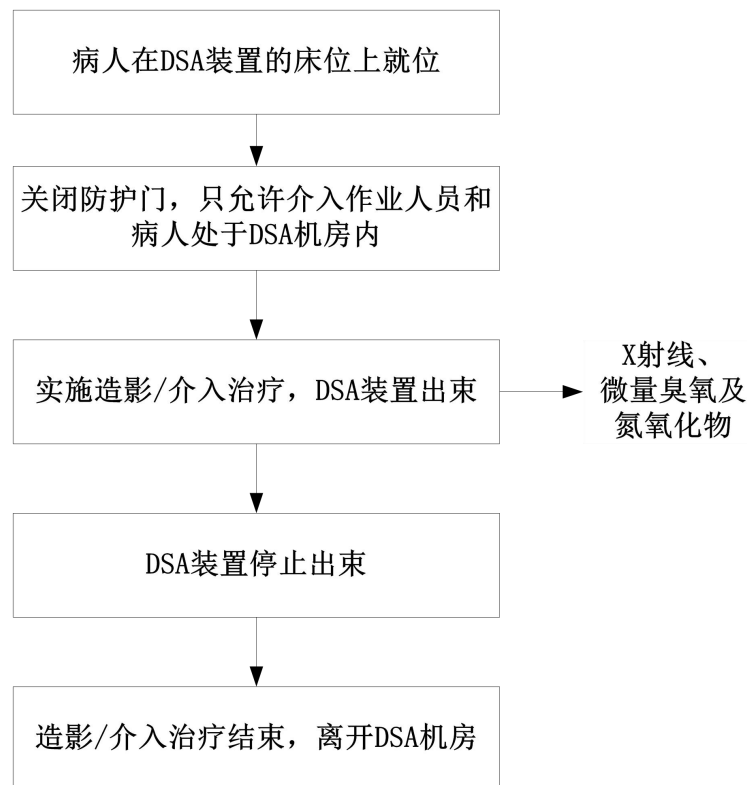 病人在DSA装置的床位上就位
关闭防护门，只允许介入作业人员和
病人处于DSA机房内
实施造影/介入治疗，DSA装置出束
X射线、
微量臭氧及
氮氧化物
DSA装置停止出束
造影/介入治疗结束，离开DSA机房